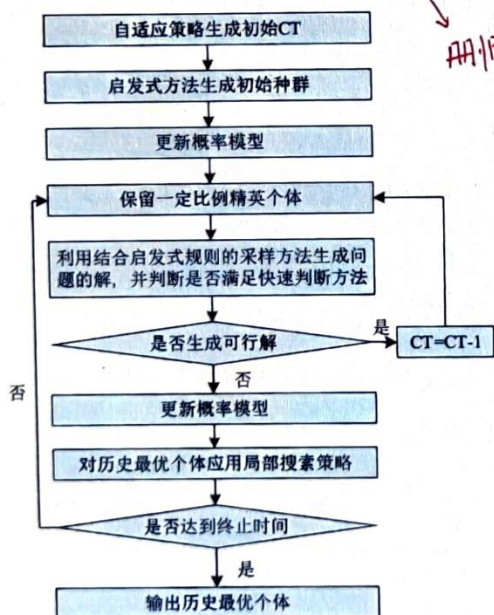 自适应策略生成初始CT
启发式方法生成初始种群
更新概率模型
保留一定比例精英个体
利用结合启发式规则的采样方法生成问
题的解，并判断是否满足快速判断方法
是否生成可行解
是
CT=CT-1
否
否
更新概率模型
对历史最优个体应用局部搜素策略
是否达到终止时间
是
输出历史最优个体